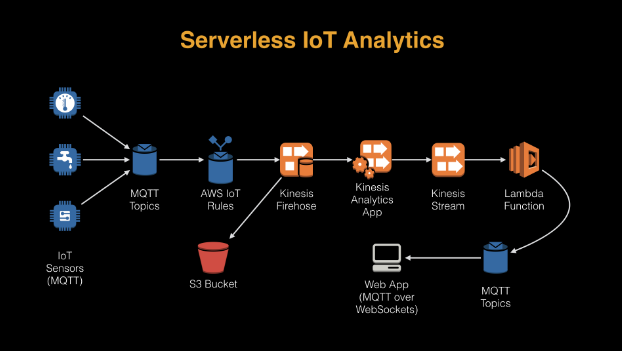 Serverless IoT Analytics
MQTT
Topics
AWS IoT
Rules
Kinesis
Firehose
Kinesis
Analytics
App
Kinesis
Stream
Lambda
Function
IoT
Sensors
(MQTT)
S3 Bucket
Web App
(MQTT over
WebSockets)
MQTT
Topics